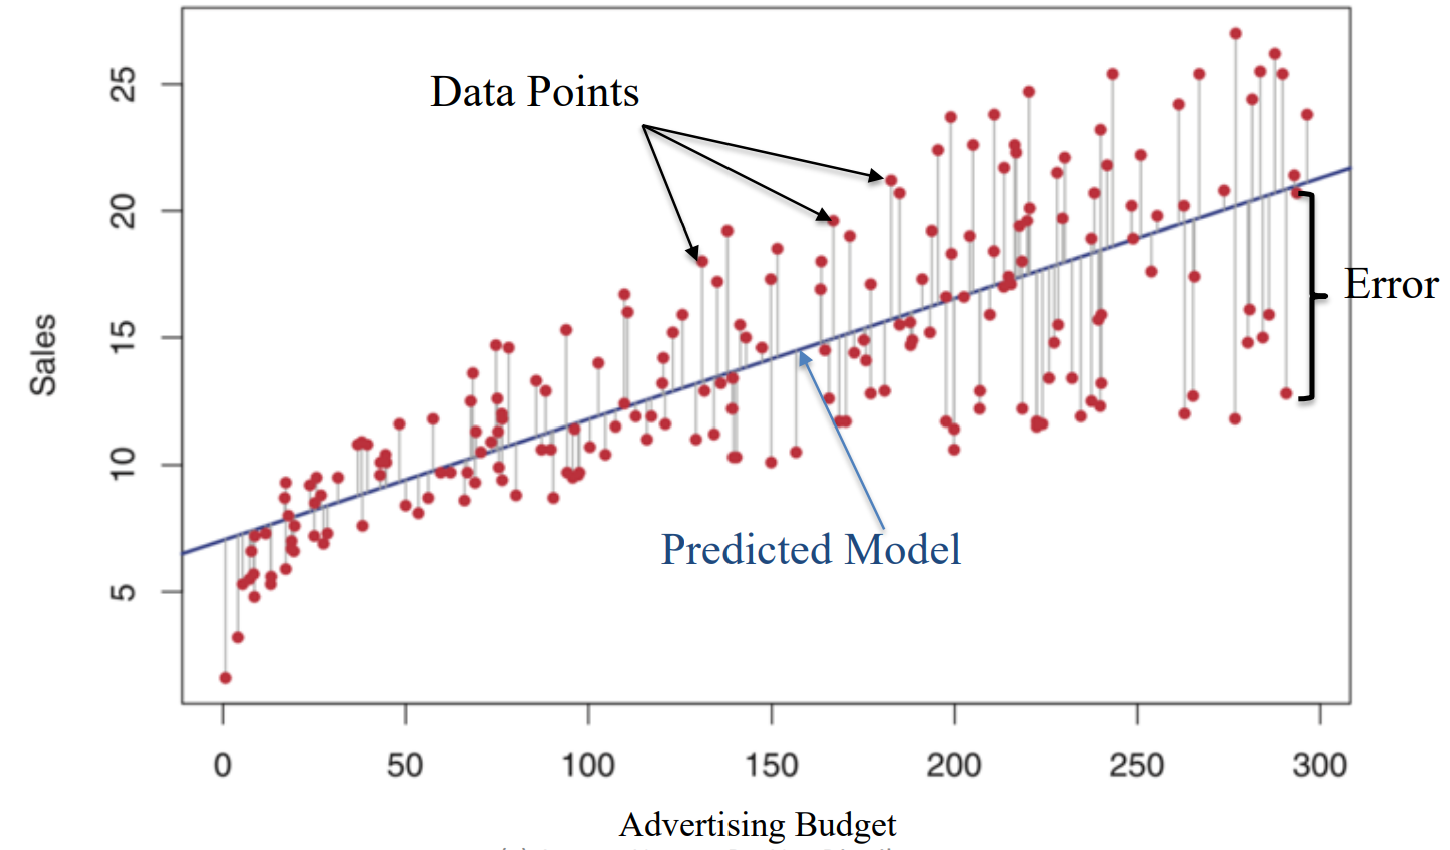 Data Points
25
20
15
10
5
Sales
Error
Predicted Model
0 50 100 150 200 250 300
Advertising Budget